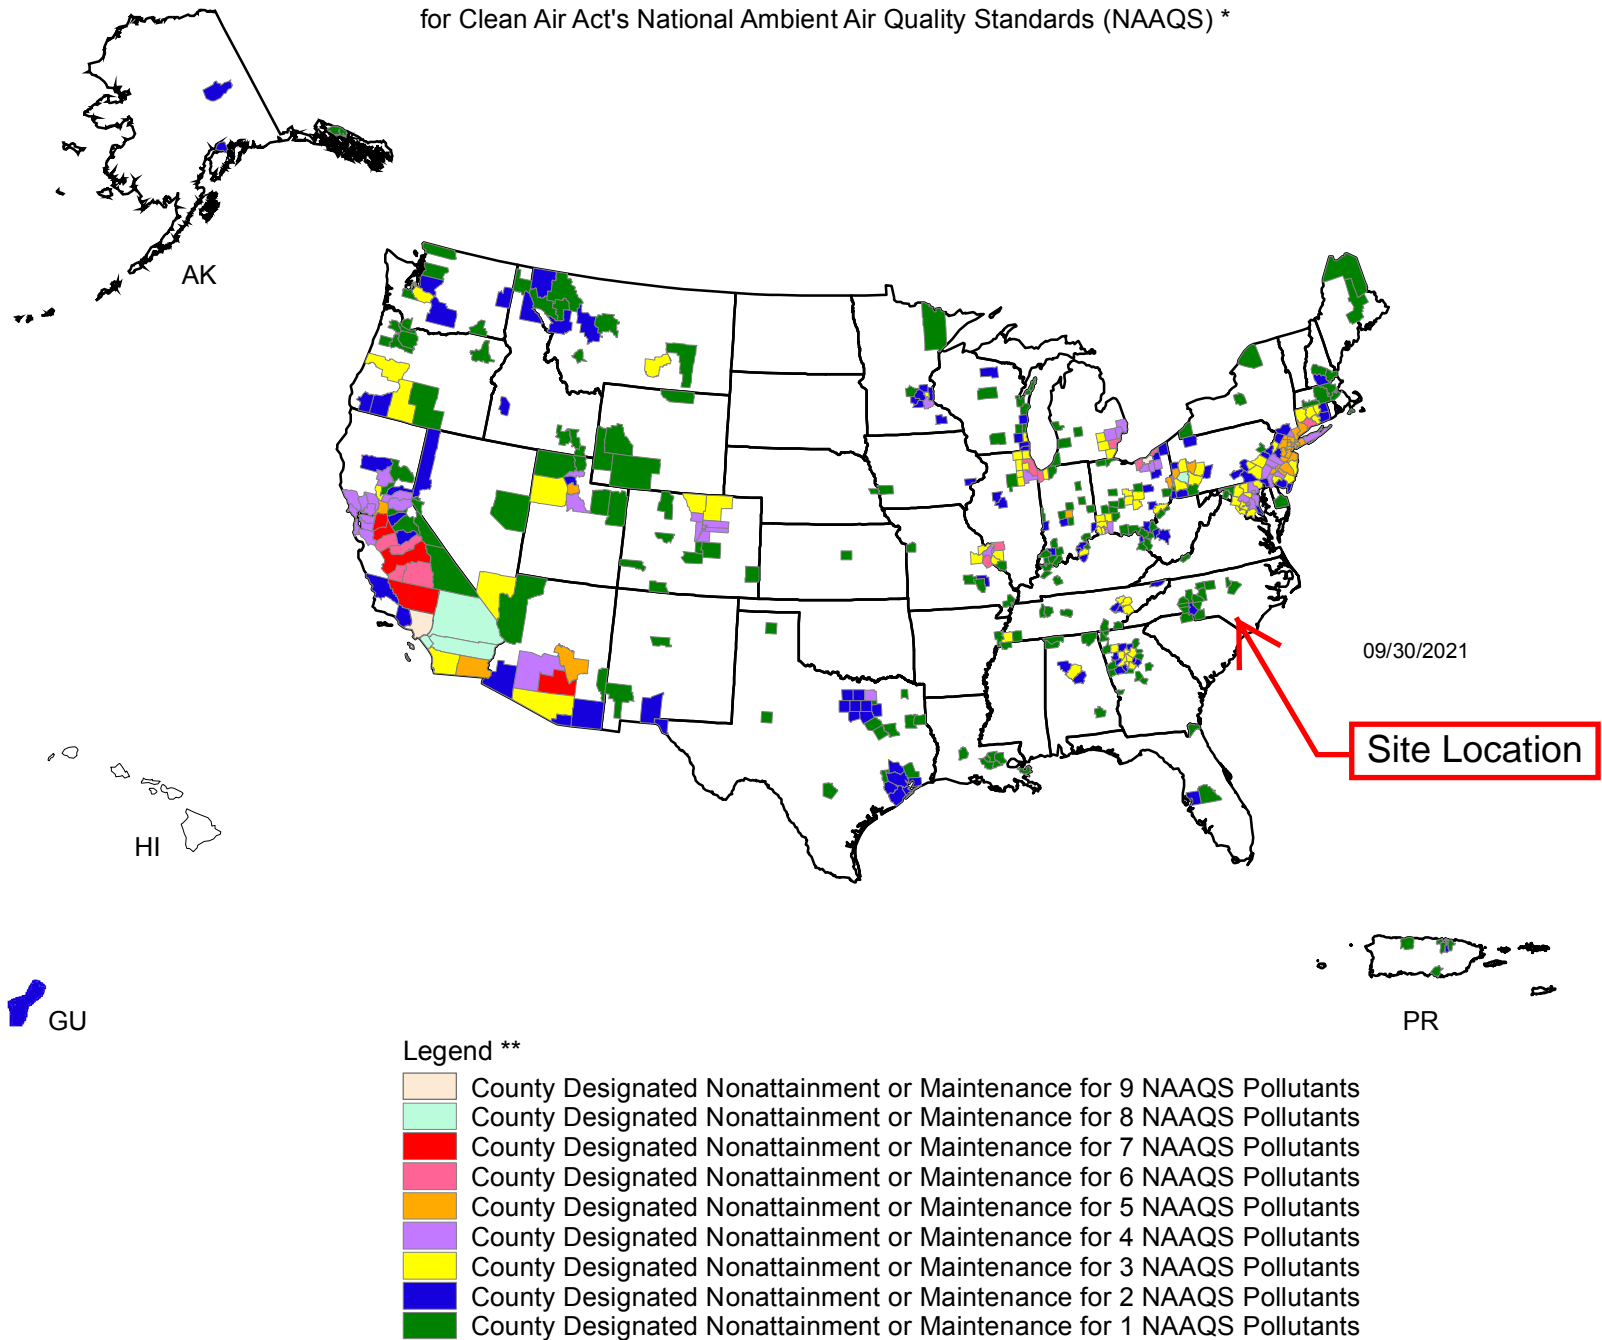 for Clean Air Act's National Ambient Air Quality Standards (NAAQS) *
AK
09/30/2021
Site Location
HI
GU
PR
Legend **
County Designated Nonattainment or Maintenance for 9 NAAQS Pollutants
County Designated Nonattainment or Maintenance for 8 NAAQS Pollutants
County Designated Nonattainment or Maintenance for 7 NAAQS Pollutants
County Designated Nonattainment or Maintenance for 6 NAAQS Pollutants
County Designated Nonattainment or Maintenance for 5 NAAQS Pollutants
County Designated Nonattainment or Maintenance for 4 NAAQS Pollutants
County Designated Nonattainment or Maintenance for 3 NAAQS Pollutants
County Designated Nonattainment or Maintenance for 2 NAAQS Pollutants
County Designated Nonattainment or Maintenance for 1 NAAQS Pollutants